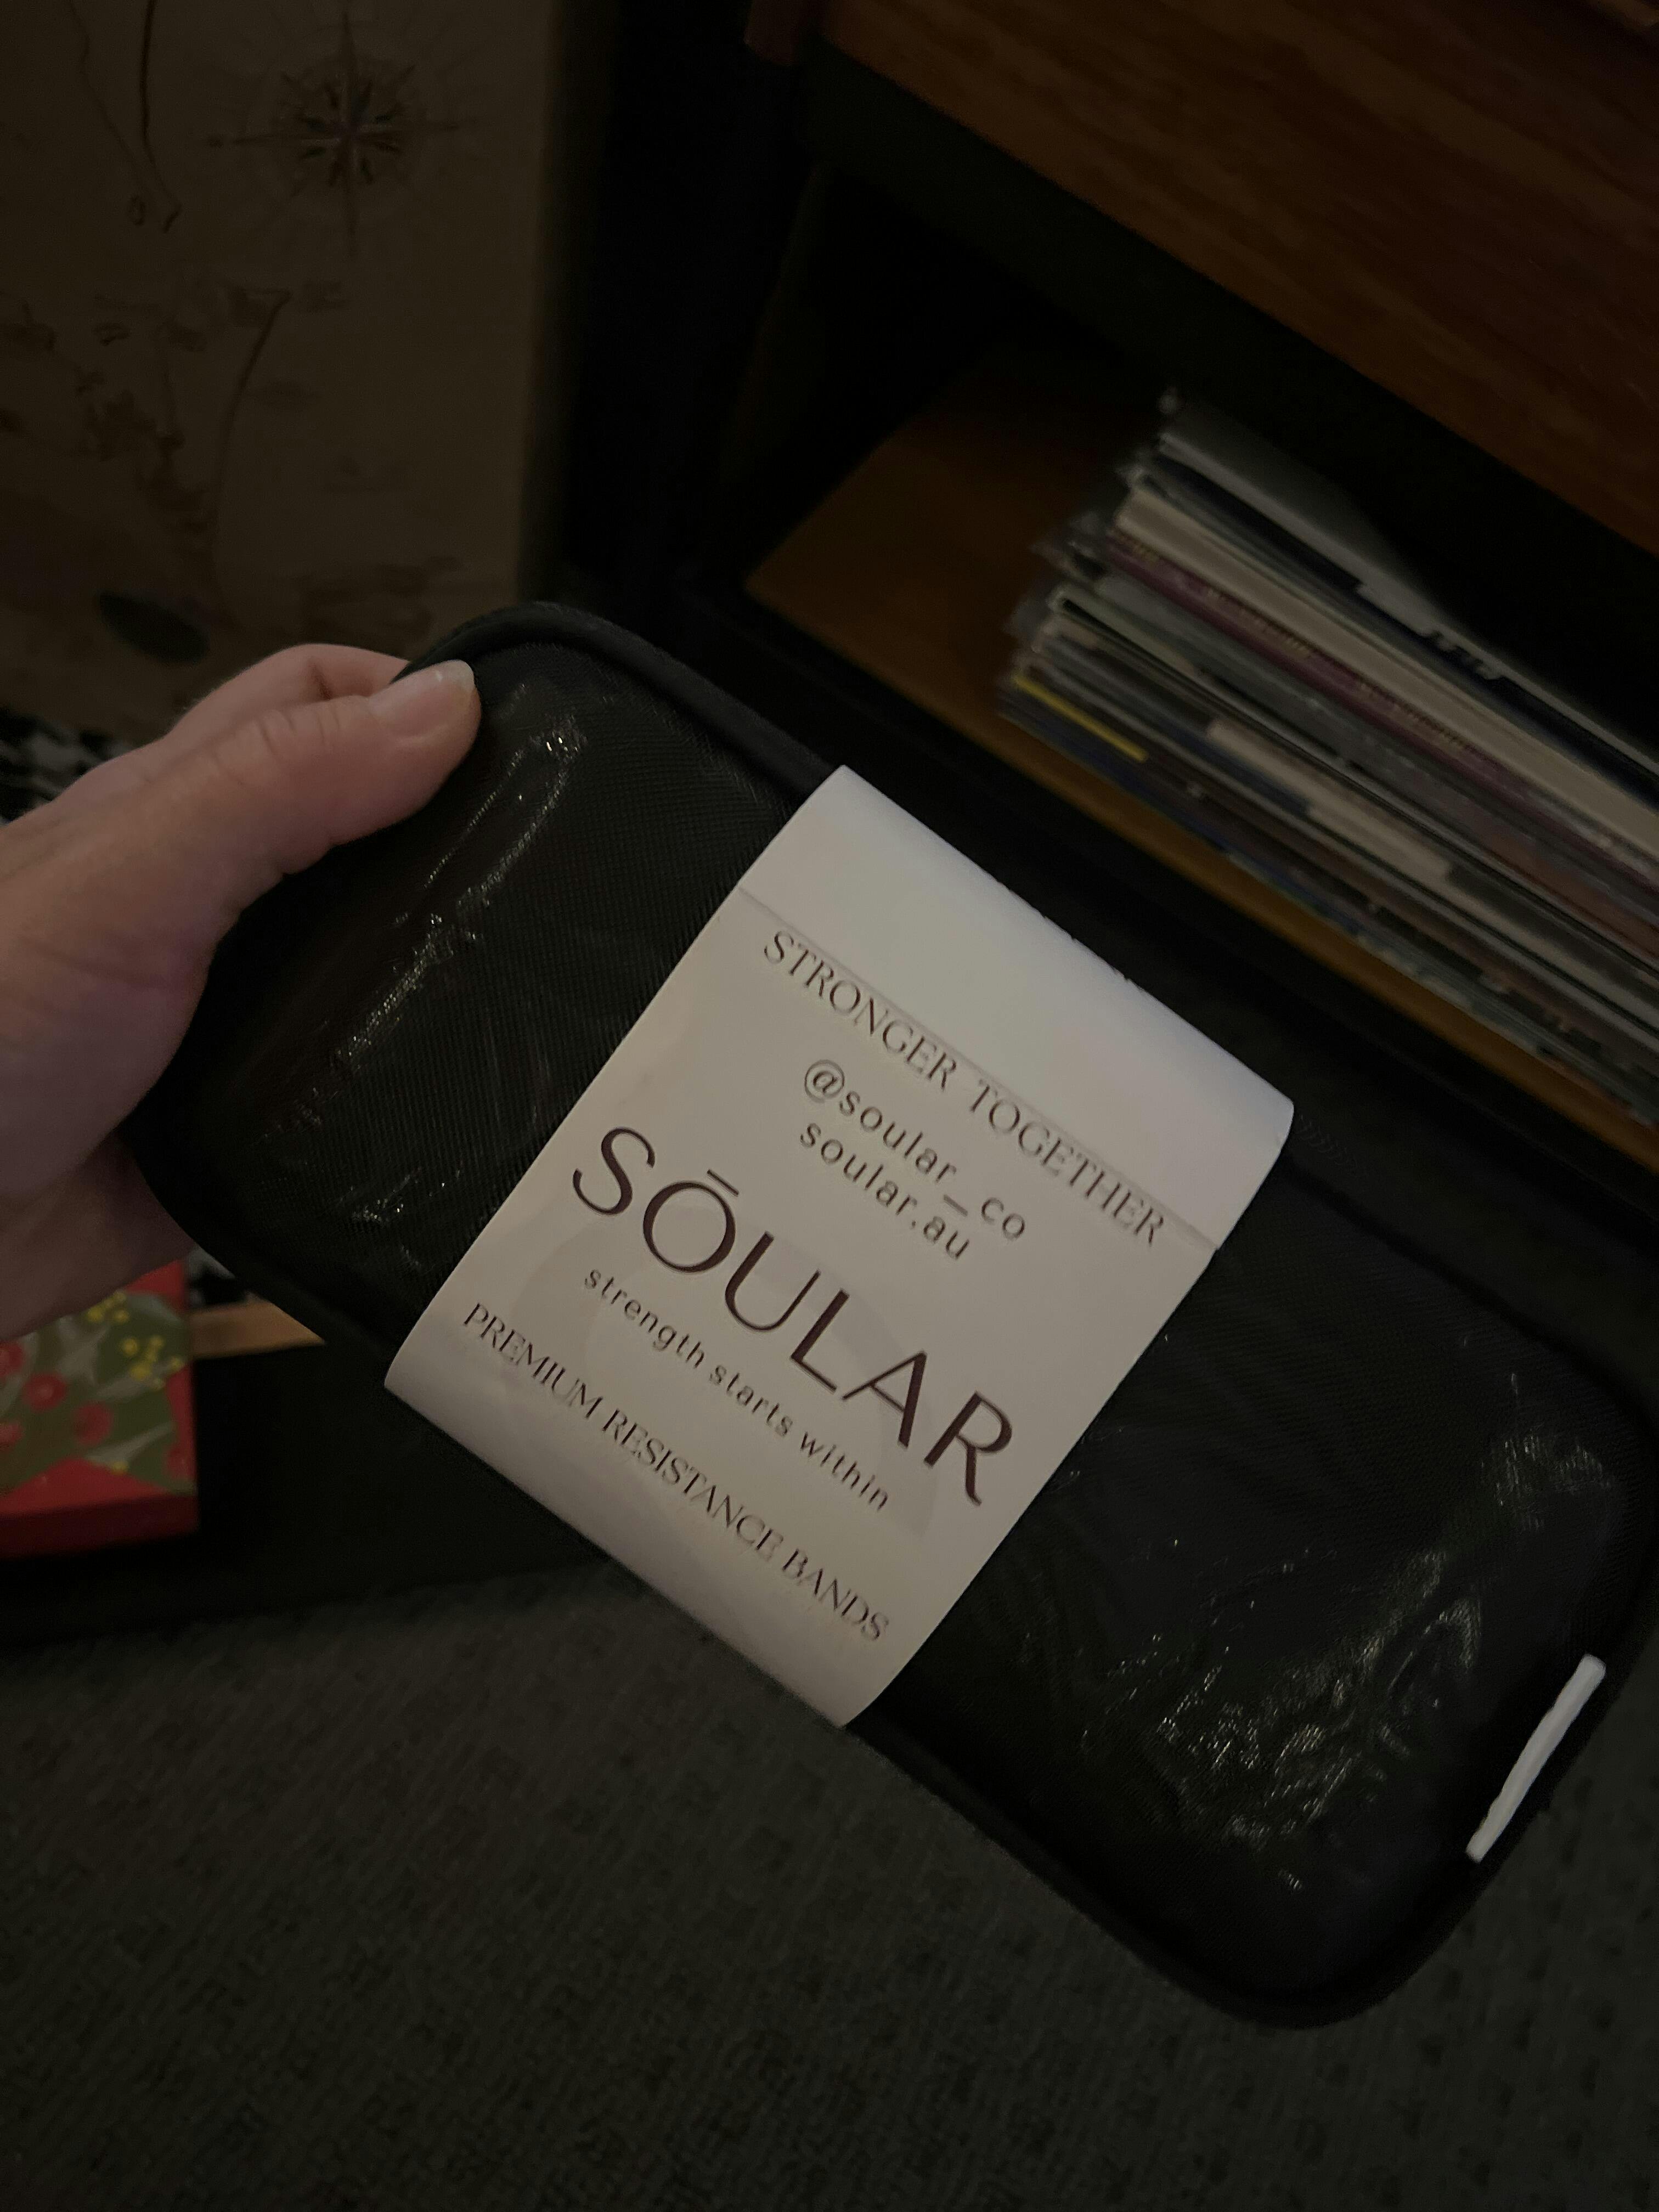 STRONGER TOGETHER
@soular_co
soular.au
SŌULAR
strength starts within
PREMIUM RESISTANCE BANDS